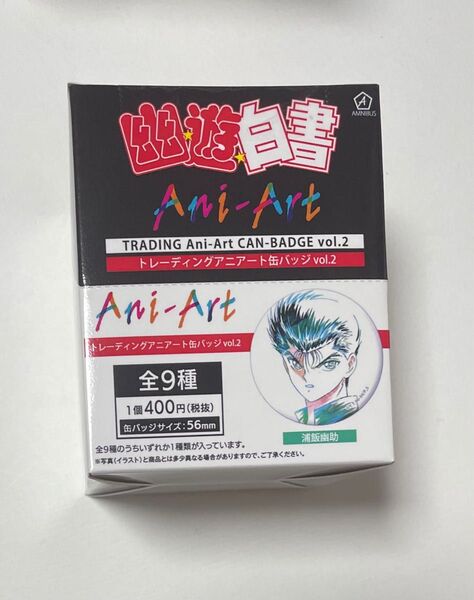 幽★遊★白書
A
AMNIBUS
Ani-Art
TRADING Ani-Art CAN-BADGE vol.2
トレーディングアニアート缶バッジ vol.2
Ani-Art
トレーディングアニアート缶バッジ vol.2
全9種
1個400円(税抜)
缶バッジサイズ:56mm
浦飯幽助
全9種のうちいずれか1種類が入っています。
※写真(イラスト)と商品とは多少異なる場合がありますので、ご了承ください。